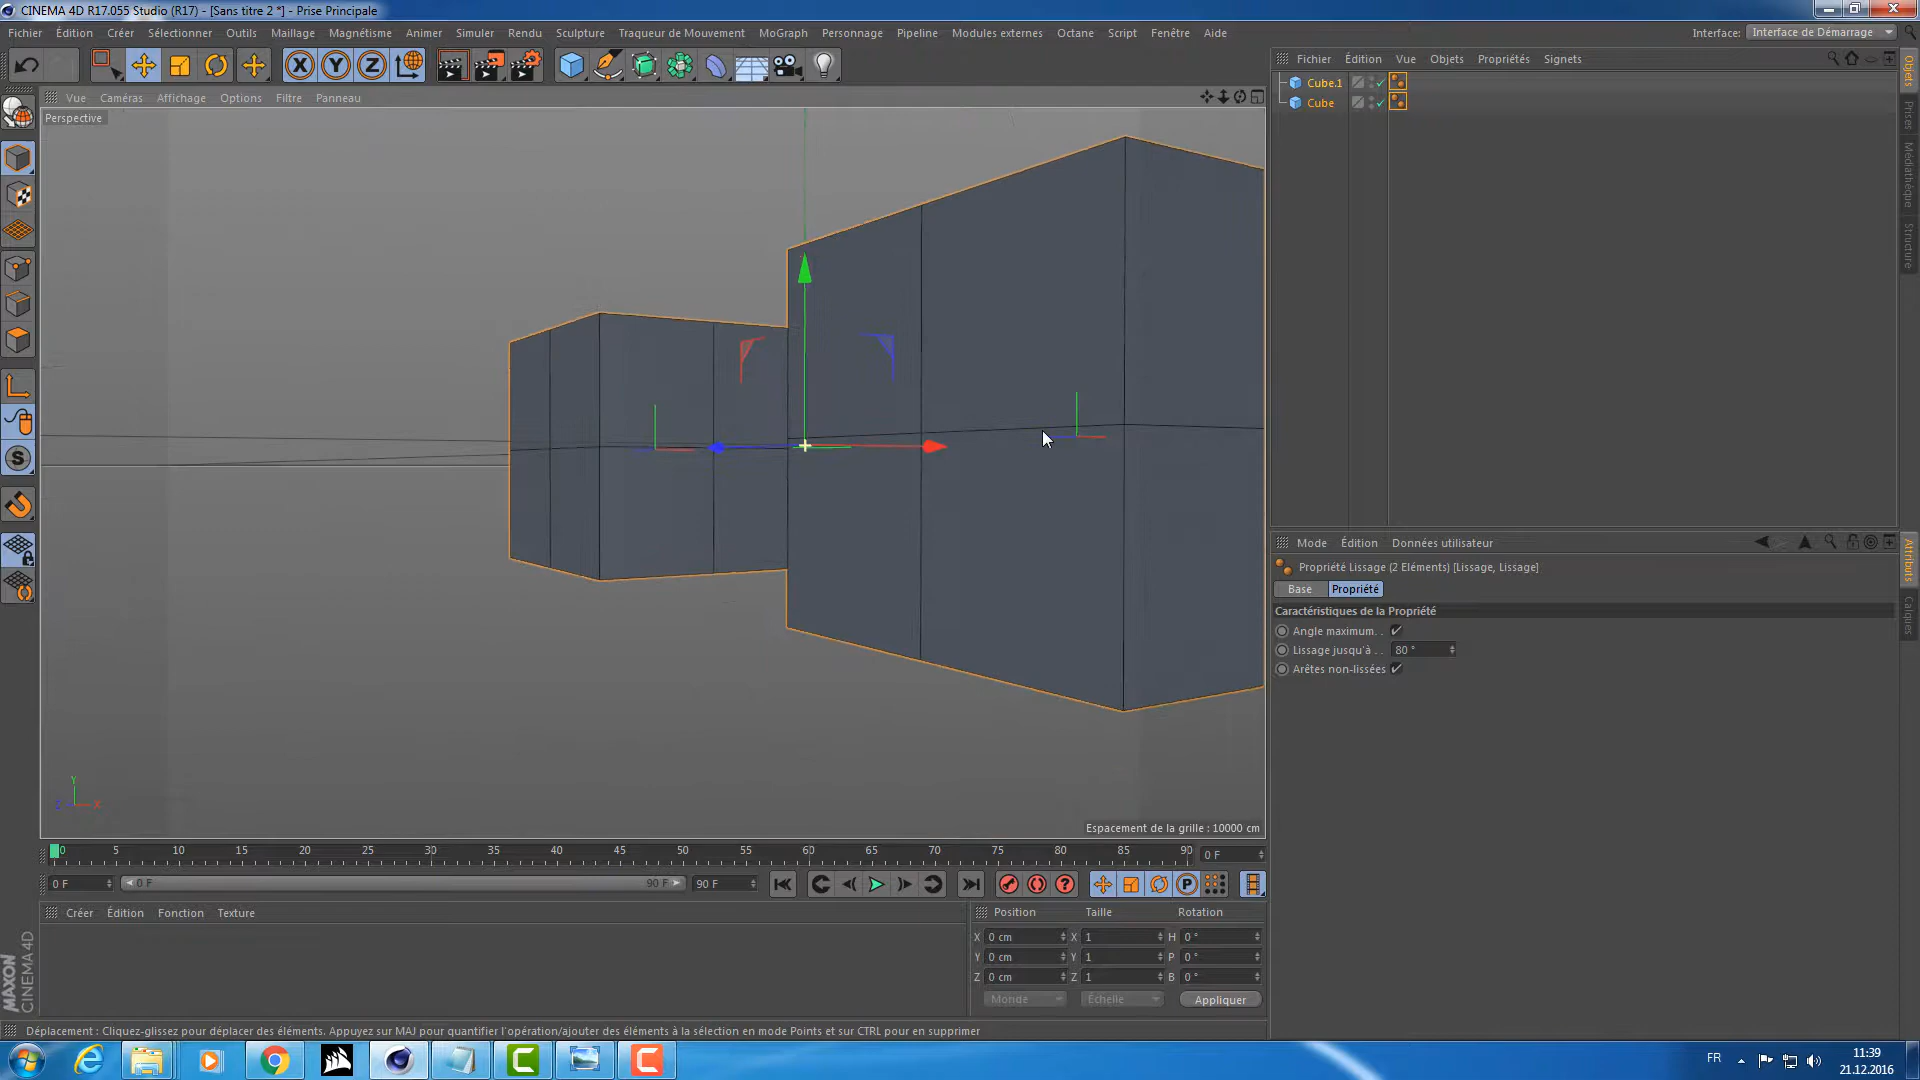 CINEMA 4D R17.055 Studio (R17) - [Sans titre 2 *] - Prise Principale
Fichier Édition Créer Sélectionner Outils Maillage Magnétisme Animer Simuler Rendu Sculpture Traqueur de Mouvement MoGraph Personnage Pipeline Modules externes Octane Script Fenêtre Aide Interface: Interface de Démarrage
X Y Z
Fichier Édition Vue Objets Propriétés Signets
Cube.1
Cube
Objets
Prises
Médiathèque
Structure
Vue Caméras Affichage Options Filtre Panneau
Perspective
S
Y
Z X
Espacement de la grille : 10000 cm
Mode Édition Données utilisateur
Propriété Lissage (2 Eléments) [Lissage, Lissage]
Base Propriété
Caractéristiques de la Propriété
Angle maximum. .
Lissage jusqu'à . . 80 °
Arêtes non-lissées
Attributs
Calques
0 5 10 15 20 25 30 35 40 45 50 55 60 65 70 75 80 85 90 0 F
0 F 0 F 90 F 90 F
P
Créer Édition Fonction Texture
Position Taille Rotation
X 0 cm X 1 H 0 °
Y 0 cm Y 1 P 0 °
Z 0 cm Z 1 B 0 °
Monde Échelle Appliquer
MAXON
CINEMA 4D
Déplacement : Cliquez-glissez pour déplacer des éléments. Appuyez sur MAJ pour quantifier l'opération/ajouter des éléments à la sélection en mode Points et sur CTRL pour en supprimer
FR
11:39
21.12.2016